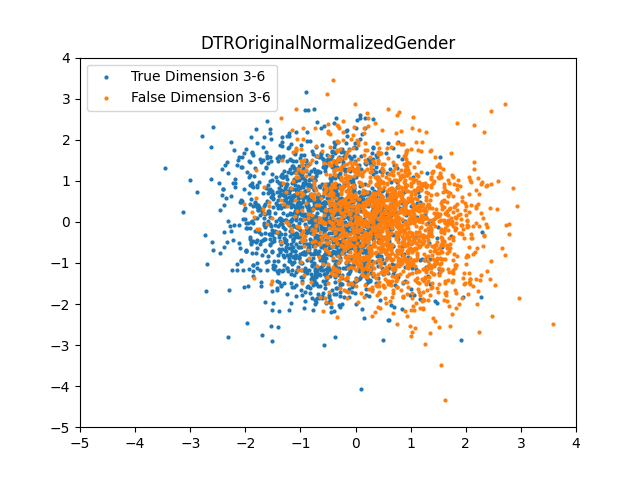 DTROriginalNormalizedGender
True Dimension 3-6
False Dimension 3-6
4
3
2
1
0
−1
−2
−3
−4
−5
−5 −4 −3 −2 −1 0 1 2 3 4